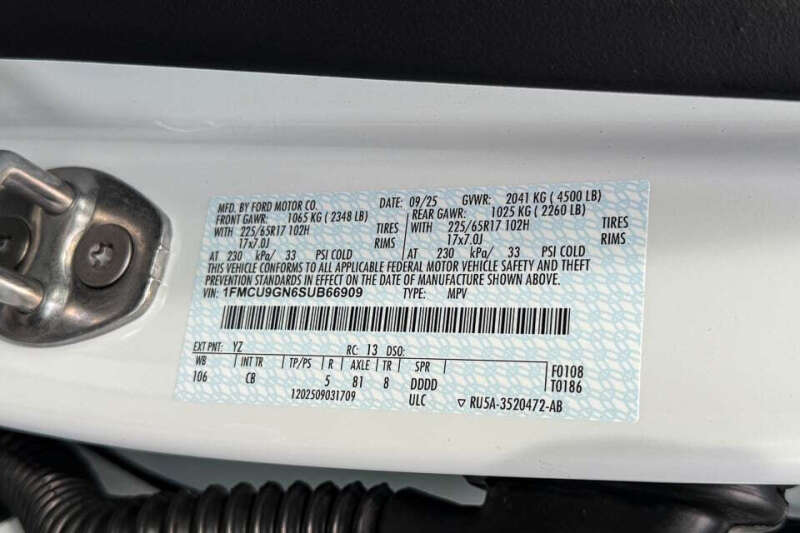 MFD. BY FORD MOTOR CO. DATE: 09/25 GVWR: 2041 KG ( 4500 LB)
FRONT GAWR: 1065 KG ( 2348 LB) REAR GAWR: 1025 KG ( 2260 LB)
WITH 225/65R17 102H TIRES WITH 225/65R17 102H TIRES
17x7.0J RIMS 17x7.0J RIMS
AT 230 kPa/ 33 PSI COLD AT 230 kPa/ 33 PSI COLD
THIS VEHICLE CONFORMS TO ALL APPLICABLE FEDERAL MOTOR VEHICLE SAFETY AND THEFT
PREVENTION STANDARDS IN EFFECT ON THE DATE OF MANUFACTURE SHOWN ABOVE.
VIN: 1FMCU9GN6SUB66909 TYPE: MPV
EXT PNT: YZ RC: 13 DSO: F0108
WB INT TR TP/PS R AXLE TR SPR T0186
106 CB 5 81 8 DDDD
1202509031709 ULC ▽ RU5A-3520472-AB